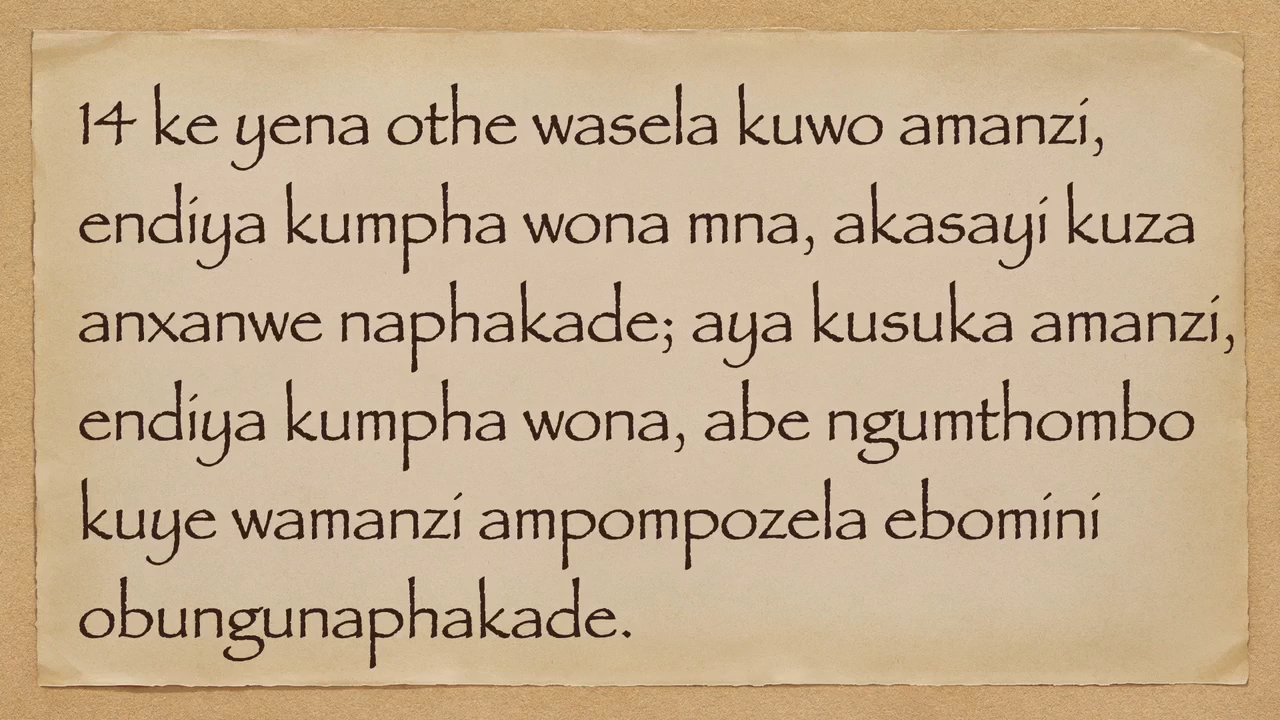 14 ke yena othe wasela kuwo amanzi,
endiya kumpha wona mna, akasayi kuza
anxanwe naphakade; aya kusuka amanzi,
endiya kumpha wona, abe ngumthombo
kuye wamanzi ampompozela ebomini
obungunaphakade.